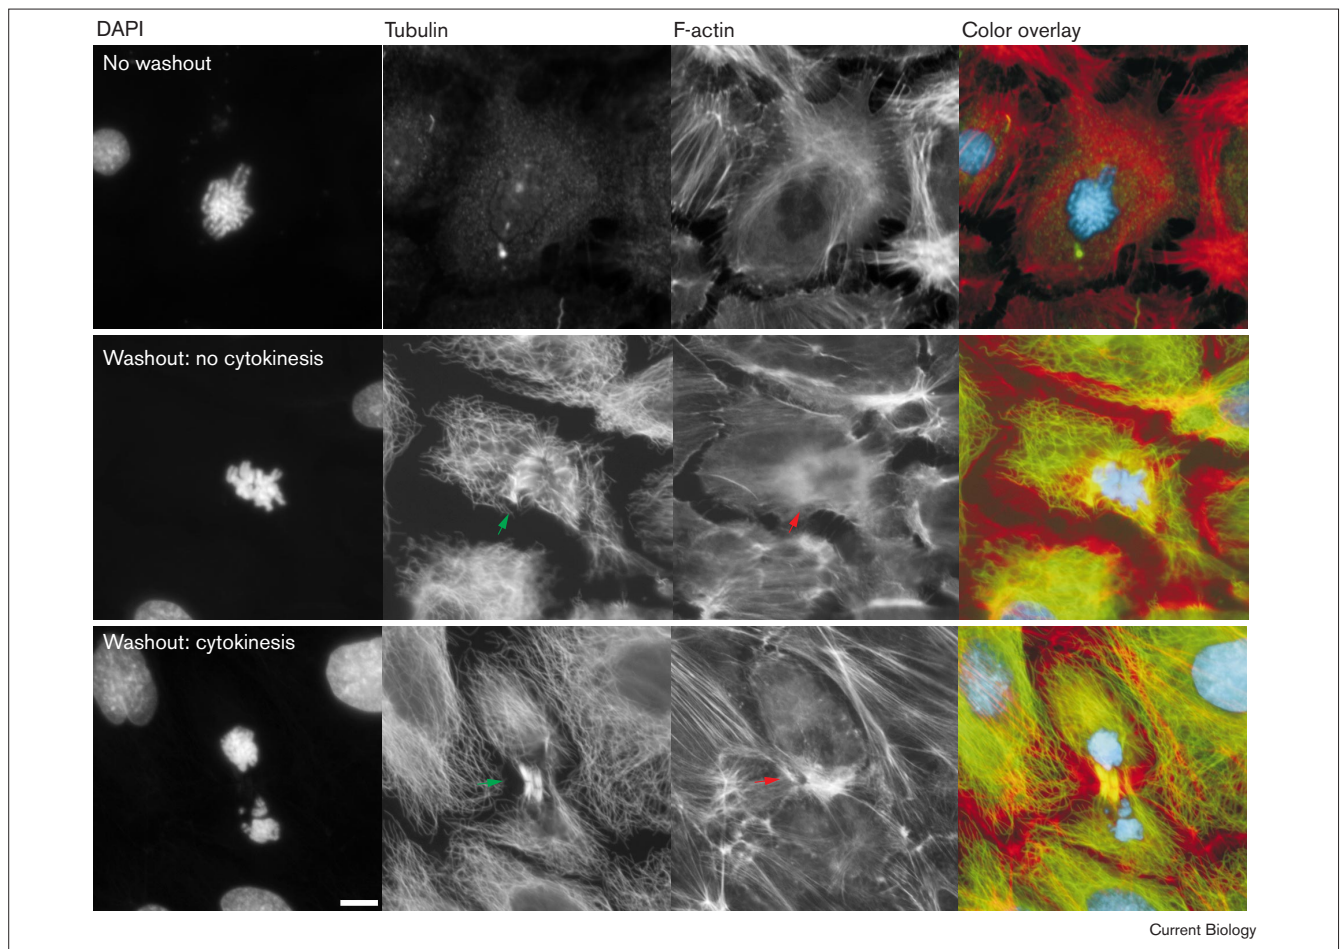 DAPI
Tubulin
F-actin
Color overlay
No washout
Washout: no cytokinesis
Washout: cytokinesis
Current Biology